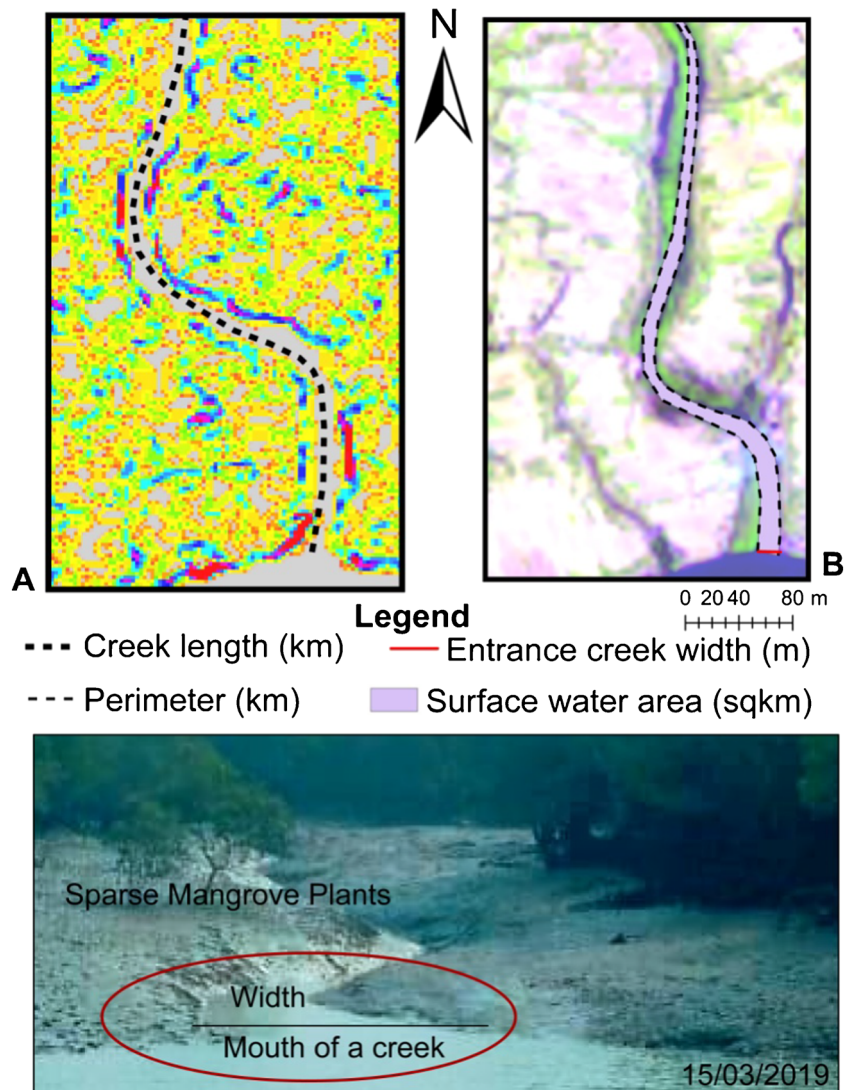 N
A
B
0 20 40 80 m
Legend
Creek length (km)
Entrance creek width (m)
Perimeter (km)
Surface water area (sqkm)
Sparse Mangrove Plants
Width
Mouth of a creek
15/03/2019